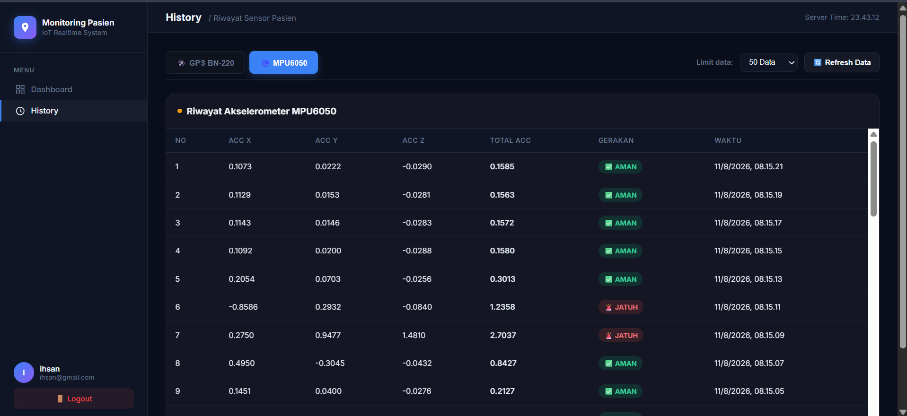 Monitoring Pasien
IoT Realtime System
MENU
Dashboard
History
ihsan
ihcan@gmail.com
Logout
History / Riwayat Sensor Pasien
Server Time: 23.43.12
GPS BN-220
MPU6050
Limit data:
50 Data
Refresh Data
Riwayat Akselerometer MPU6050
NO ACC X ACC Y ACC Z TOTAL ACC GERAKAN WAKTU
1 0.1073 0.0222 -0.0290 0.1585 AMAN 11/8/2026, 08.15.21
2 0.1129 0.0153 -0.0281 0.1563 AMAN 11/8/2026, 08.15.19
3 0.1143 0.0146 -0.0283 0.1572 AMAN 11/8/2026, 08.15.17
4 0.1092 0.0200 -0.0288 0.1580 AMAN 11/8/2026, 08.15.15
5 0.2054 0.0703 -0.0256 0.3013 AMAN 11/8/2026, 08.15.13
6 -0.8586 0.2932 -0.0840 1.2358 JATUH 11/8/2026, 08.15.11
7 0.2750 0.9477 1.4810 2.7037 JATUH 11/8/2026, 08.15.09
8 0.4950 -0.3045 -0.0432 0.8427 AMAN 11/8/2026, 08.15.07
9 0.1451 0.0400 -0.0276 0.2127 AMAN 11/8/2026, 08.15.05